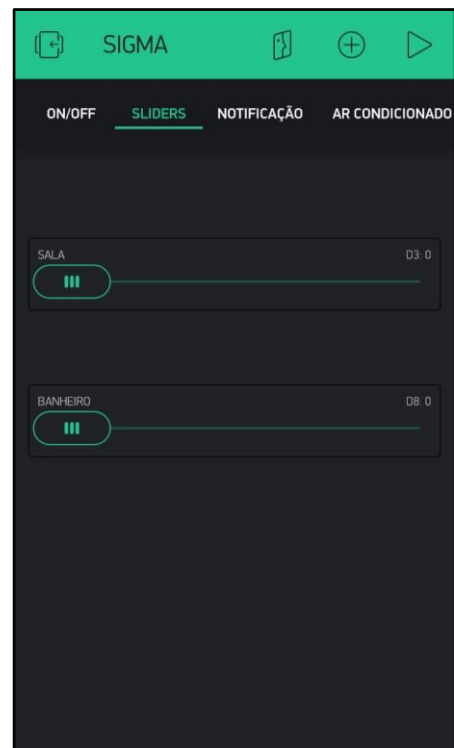 SIGMA
ON/OFF SLIDERS NOTIFICAÇÃO AR CONDICIONADO
SALA D3: 0
BANHEIRO D8: 0